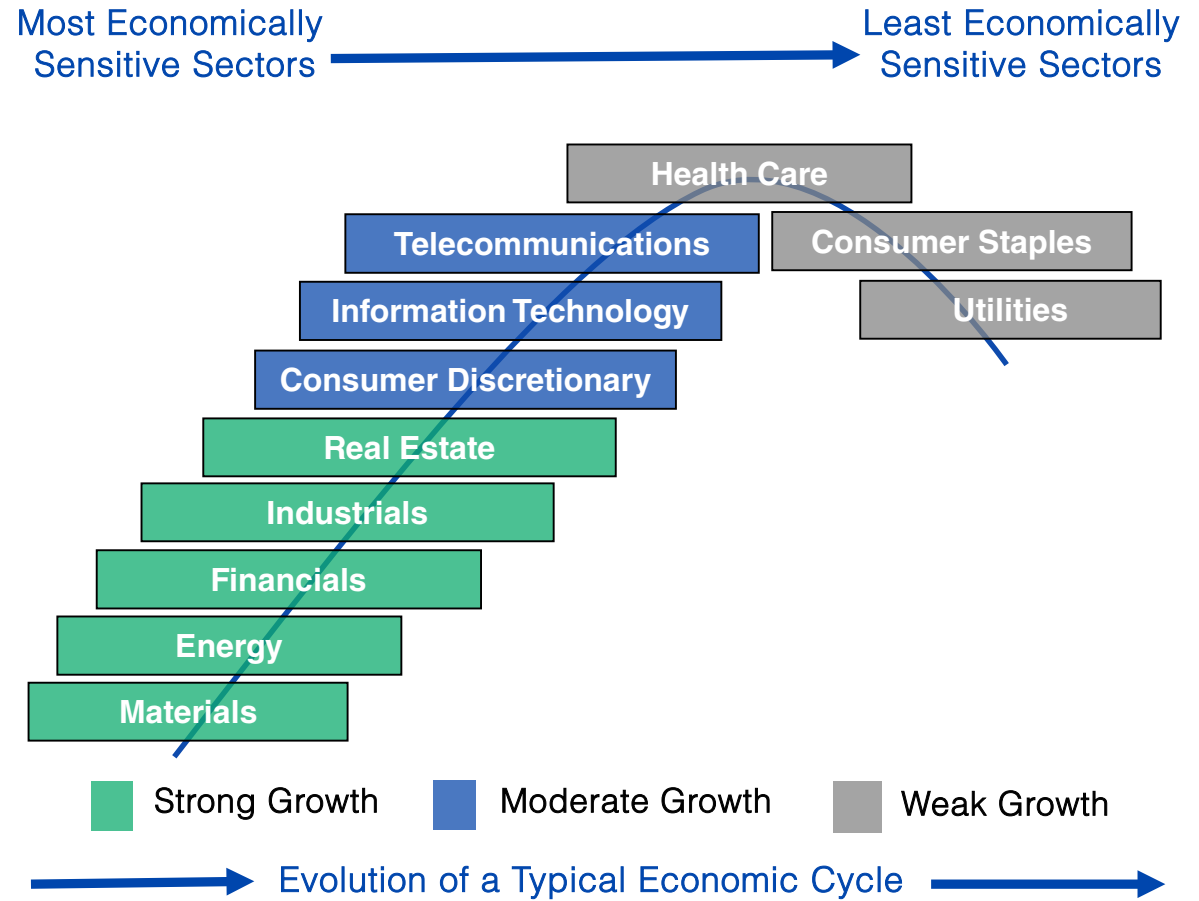 Most Economically
Sensitive Sectors
Least Economically
Sensitive Sectors
Health Care
Telecommunications
Consumer Staples
Information Technology
Utilities
Consumer Discretionary
Real Estate
Industrials
Financials
Energy
Materials
Strong Growth
Moderate Growth
Weak Growth
Evolution of a Typical Economic Cycle